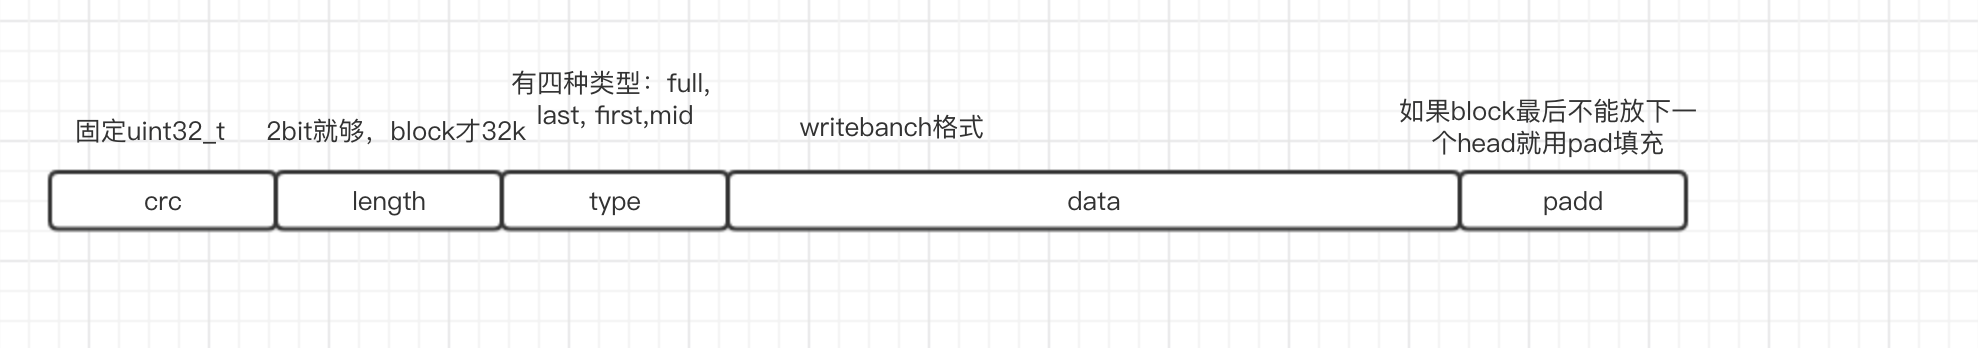 有四种类型：full,
last, first,mid
固定uint32_t
2bit就够，block才32k
writebanch格式
如果block最后不能放下一
个head就用pad填充
crc
length
type
data
padd